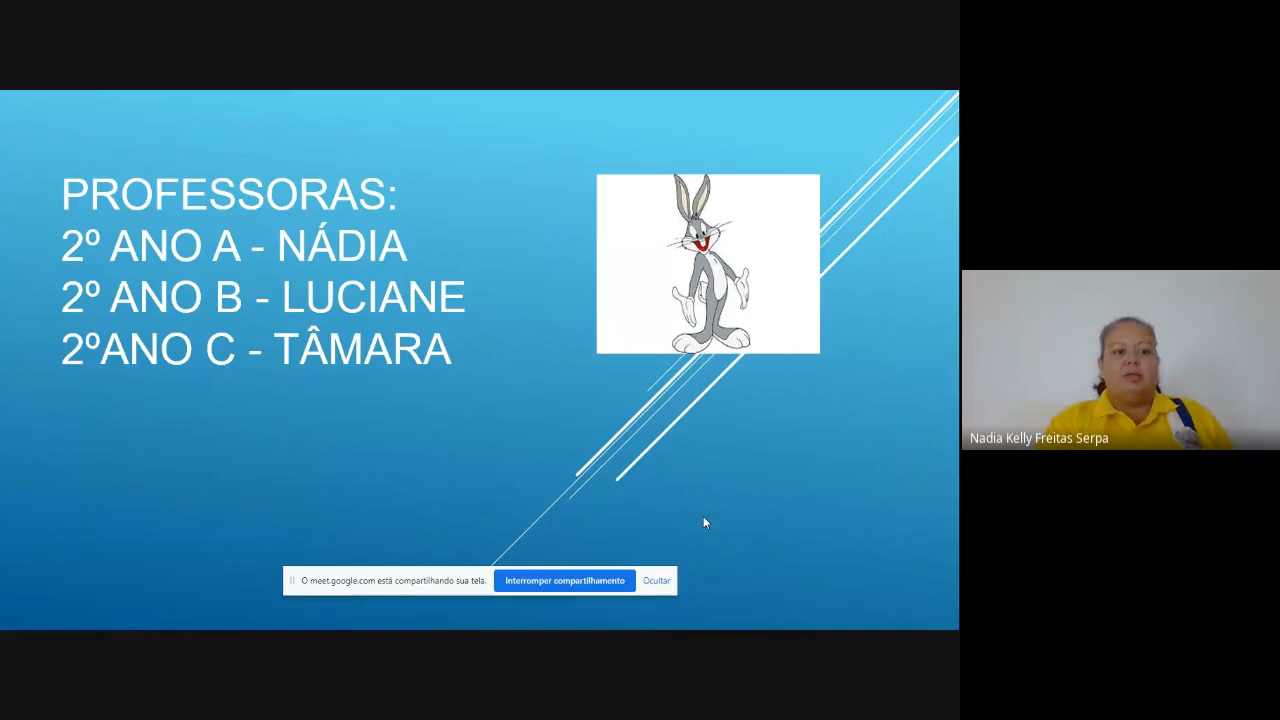 PROFESSORAS:
2º ANO A - NÁDIA
2º ANO B - LUCIANE
2ºANO C - TÂMARA
O meet.google.com está compartilhando sua tela.
Interromper compartilhamento
Ocultar
Nadia Kelly Freitas Serpa